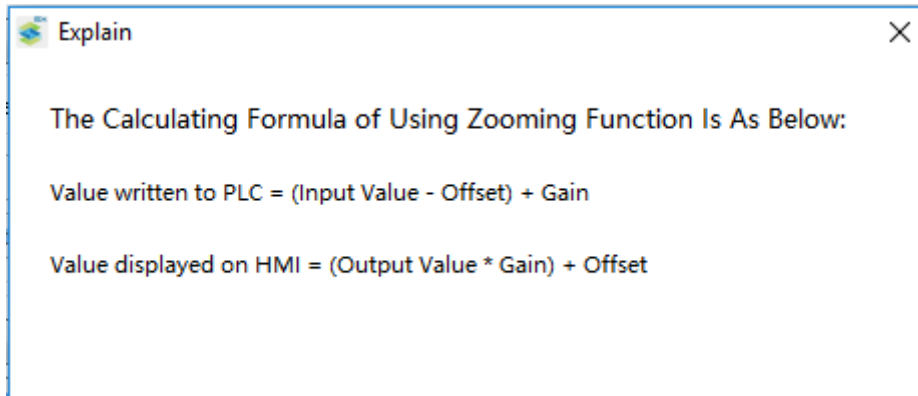 Explain
The Calculating Formula of Using Zooming Function Is As Below:
Value written to PLC = (Input Value - Offset) + Gain
Value displayed on HMI = (Output Value * Gain) + Offset